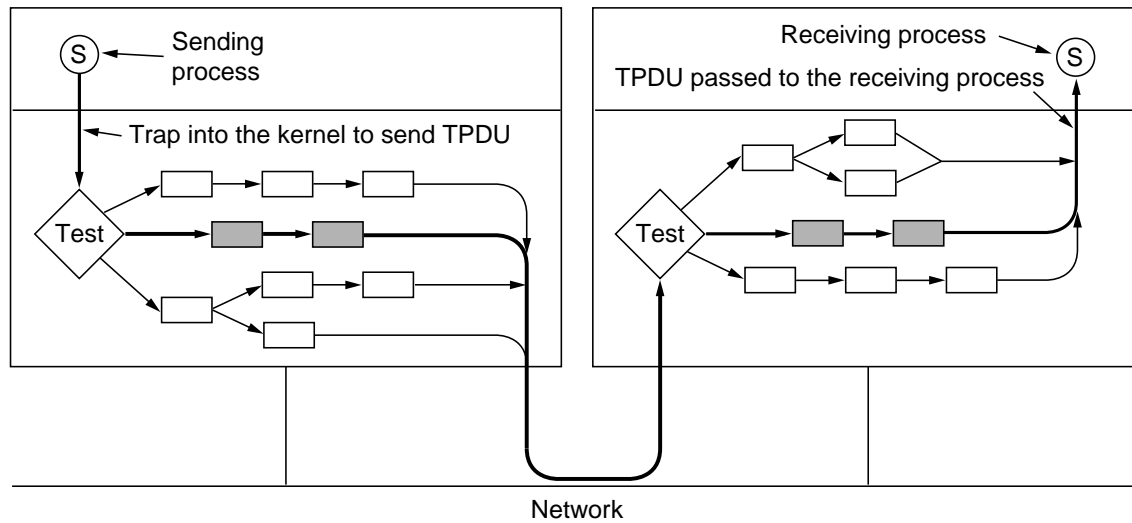 S
Sending
process
Trap into the kernel to send TPDU
Test
Receiving process
S
TPDU passed to the receiving process
Test
Network